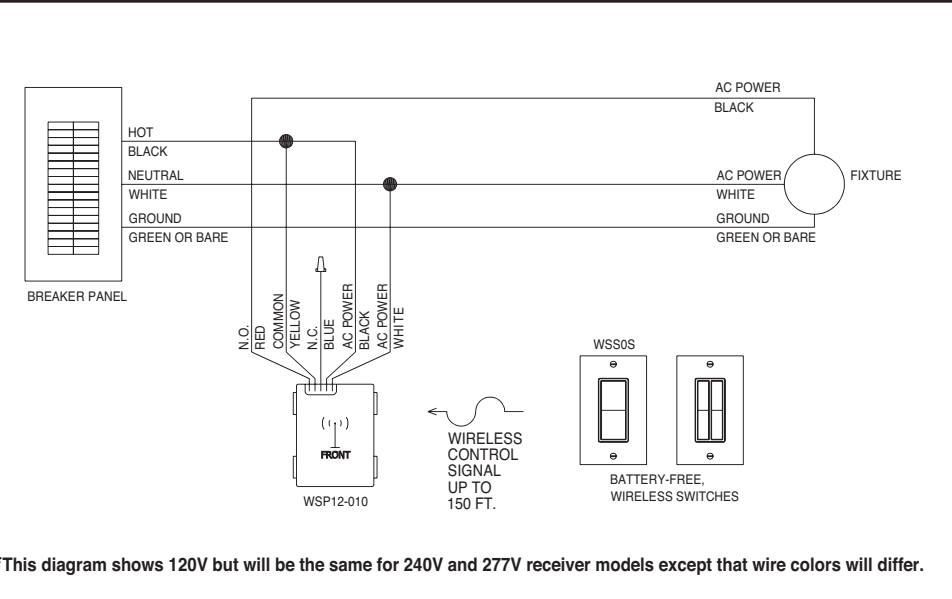 AC POWER
BLACK
HOT
BLACK
NEUTRAL
WHITE
AC POWER
WHITE
FIXTURE
GROUND
GREEN OR BARE
GROUND
GREEN OR BARE
BREAKER PANEL
N.O.
RED
COMMON
YELLOW
N.C.
BLUE
AC POWER
BLACK
AC POWER
WHITE
FRONT
WSP12-010
WIRELESS
CONTROL
SIGNAL
UP TO
150 FT.
WSS0S
BATTERY-FREE,
WIRELESS SWITCHES
*This diagram shows 120V but will be the same for 240V and 277V receiver models except that wire colors will differ.